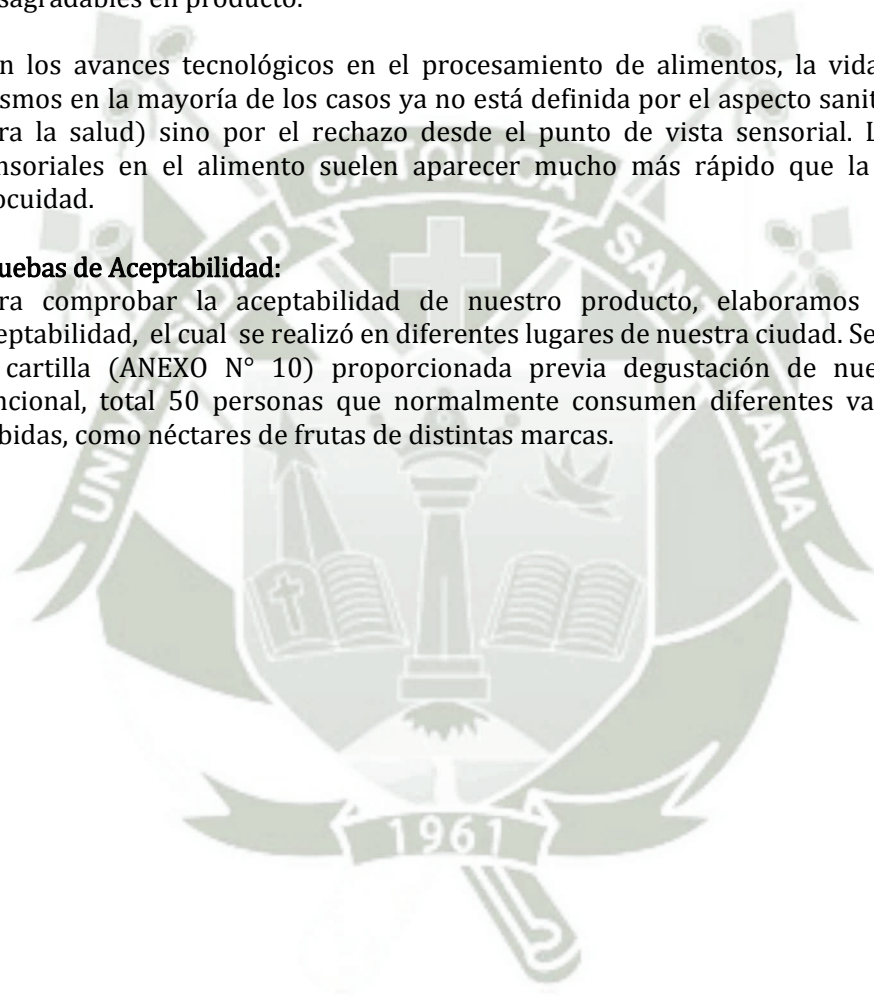 sagradables en producto.
n los avances tecnológicos en el procesamiento de alimentos, la vida
smos en la mayoría de los casos ya no está definida por el aspecto sanit
ra la salud) sino por el rechazo desde el punto de vista sensorial. L
nsoriales en el alimento suelen aparecer mucho más rápido que la
ocuidad.
uebas de Aceptabilidad:
ra comprobar la aceptabilidad de nuestro producto, elaboramos
eptabilidad, el cual se realizó en diferentes lugares de nuestra ciudad. Se
cartilla (ANEXO N° 10) proporcionada previa degustación de nue
ncional, total 50 personas que normalmente consumen diferentes va
bidas, como néctares de frutas de distintas marcas.
UNIVERSIDAD CATOLICA SANTA MARIA
1961